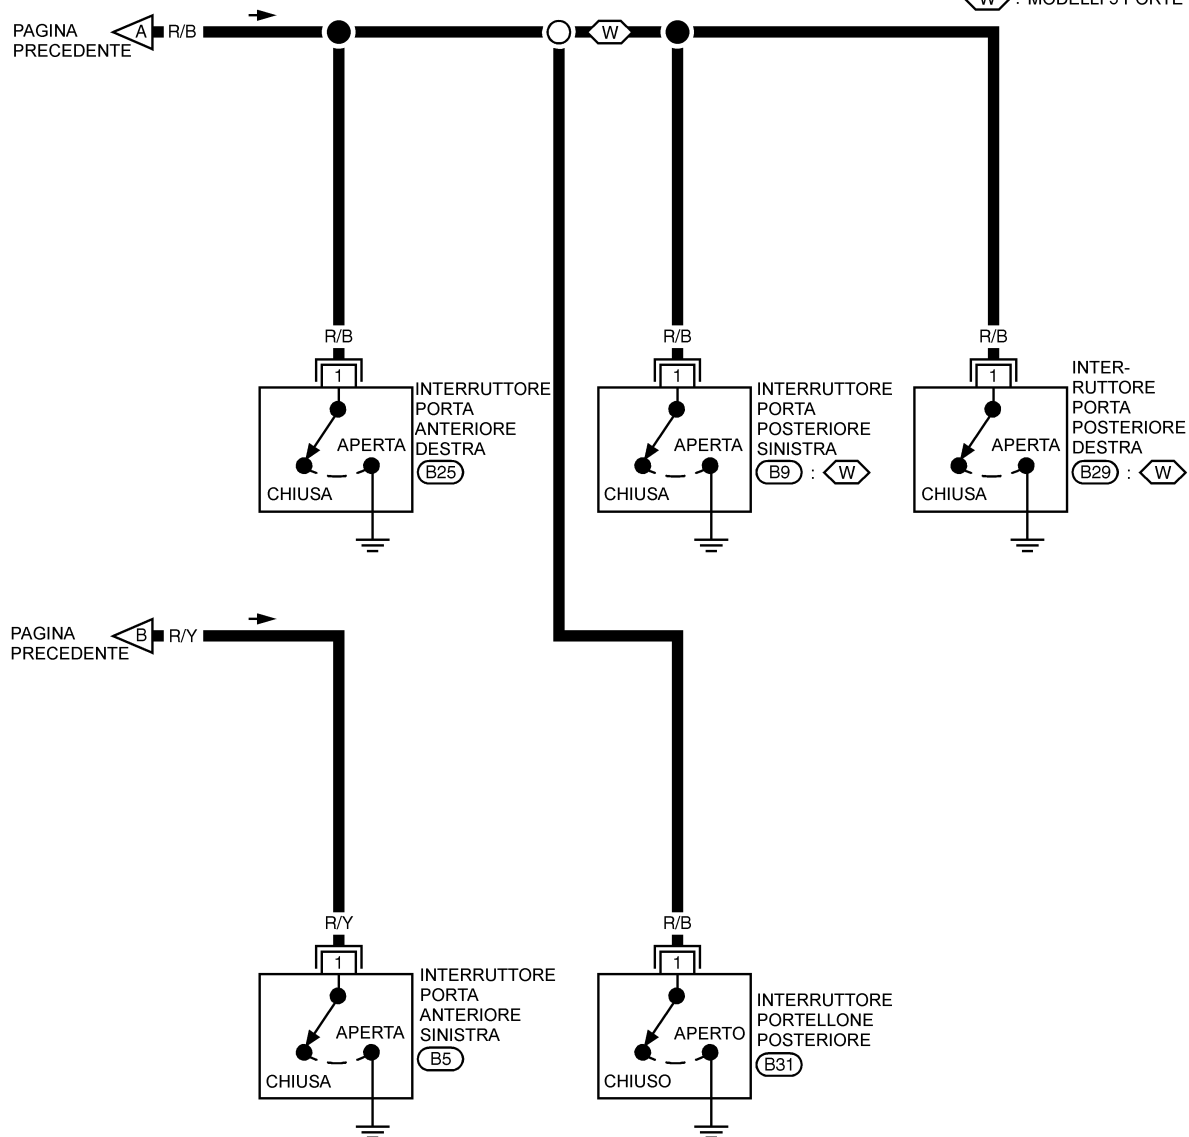 W : MODELLI 5 PORTE
PAGINA
PRECEDENTE
A
R/B
W
R/B
1
INTERRUTTORE
PORTA
ANTERIORE
DESTRA
B25
APERTA
CHIUSA
R/B
1
INTERRUTTORE
PORTA
POSTERIORE
SINISTRA
B9 : W
APERTA
CHIUSA
R/B
1
INTER-
RUTTORE
PORTA
POSTERIORE
DESTRA
B29 : W
APERTA
CHIUSA
PAGINA
PRECEDENTE
B
R/Y
R/Y
1
INTERRUTTORE
PORTA
ANTERIORE
SINISTRA
B5
APERTA
CHIUSA
R/B
1
INTERRUTTORE
PORTELLONE
POSTERIORE
B31
APERTO
CHIUSO